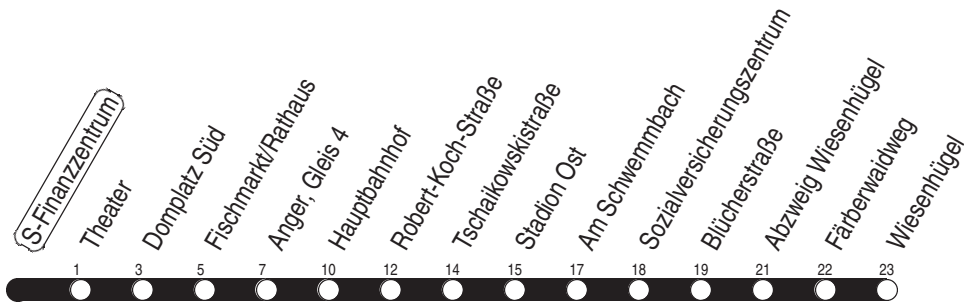 S-Finanzzentrum
Theater
Domplatz Süd
Fischmarkt/Rathaus
Anger, Gleis 4
Hauptbahnhof
Robert-Koch-Straße
Tschaikowskistraße
Stadion Ost
Am Schwemmbach
Sozialversicherungszentrum
Blücherstraße
Abzweig Wiesenhügel
Färberwaidweg
Wiesenhügel
1 3 5 7 10 12 14 15 17 18 19 21 22 23